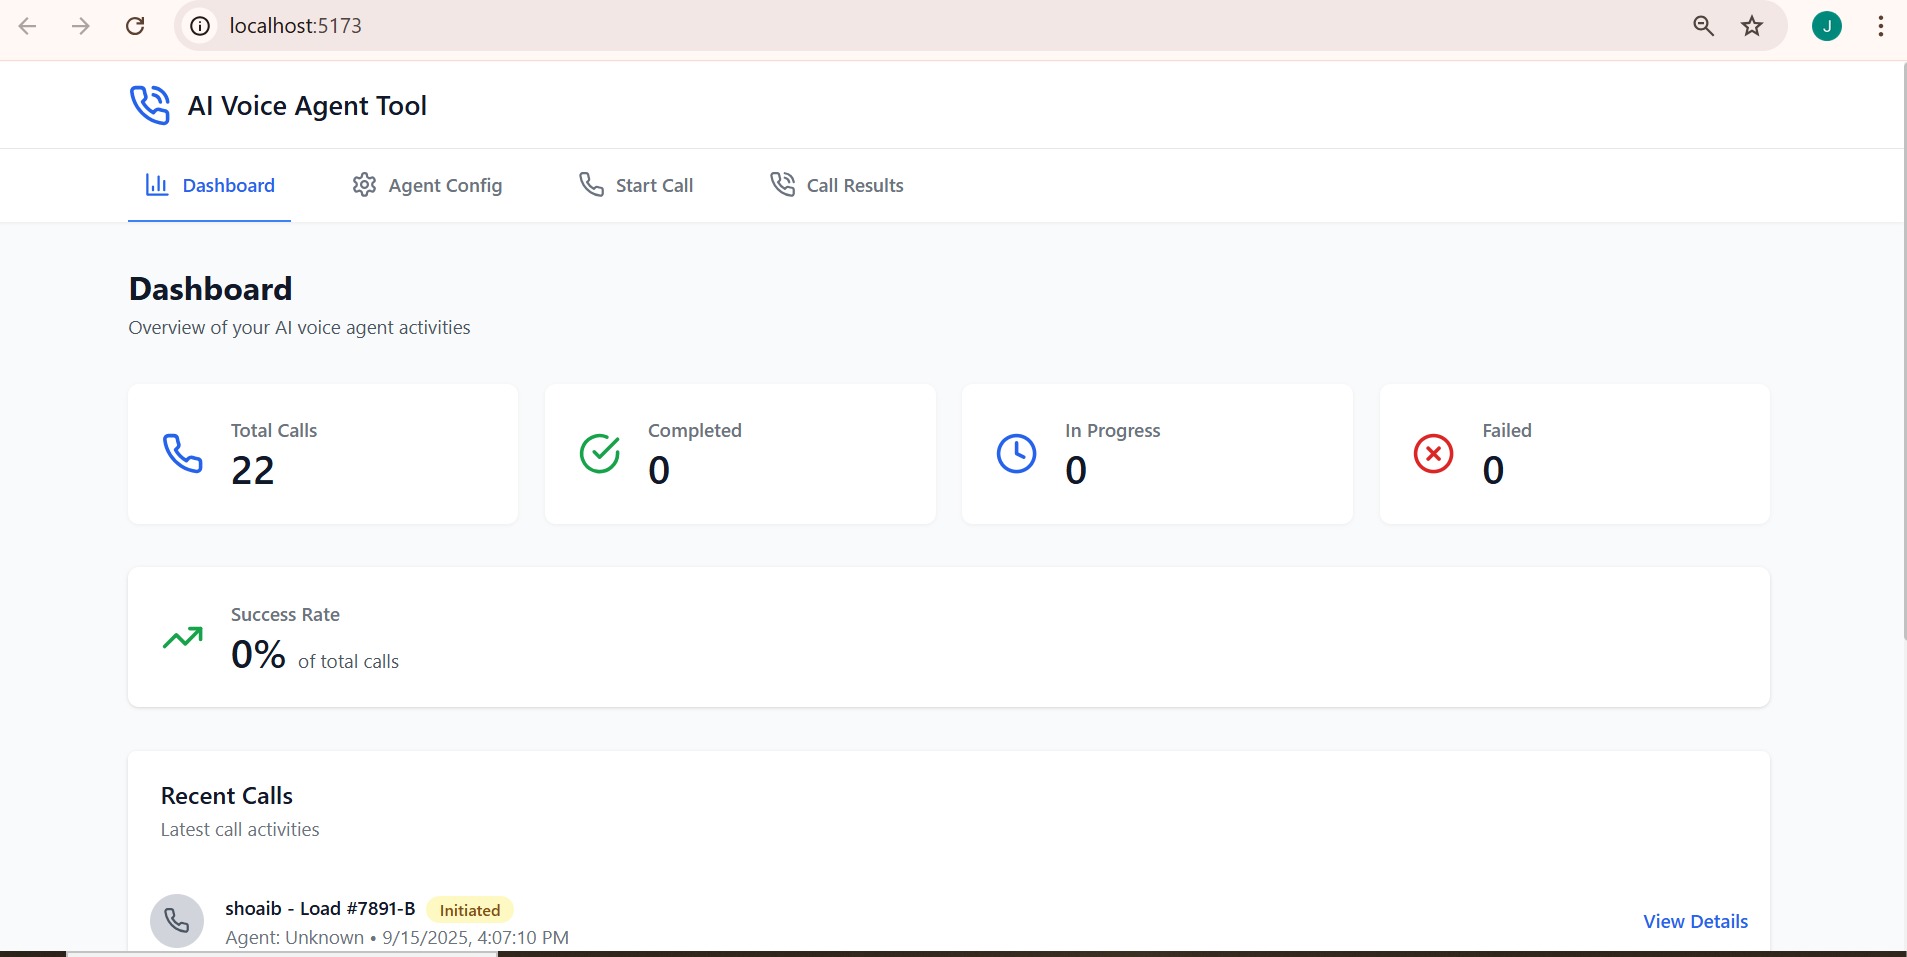 localhost:5173
J
AI Voice Agent Tool
Dashboard Agent Config Start Call Call Results
Dashboard
Overview of your AI voice agent activities
Total Calls
22
Completed
0
In Progress
0
Failed
0
Success Rate
0% of total calls
Recent Calls
Latest call activities
shoaib - Load #7891-B Initiated
Agent: Unknown • 9/15/2025, 4:07:10 PM
View Details